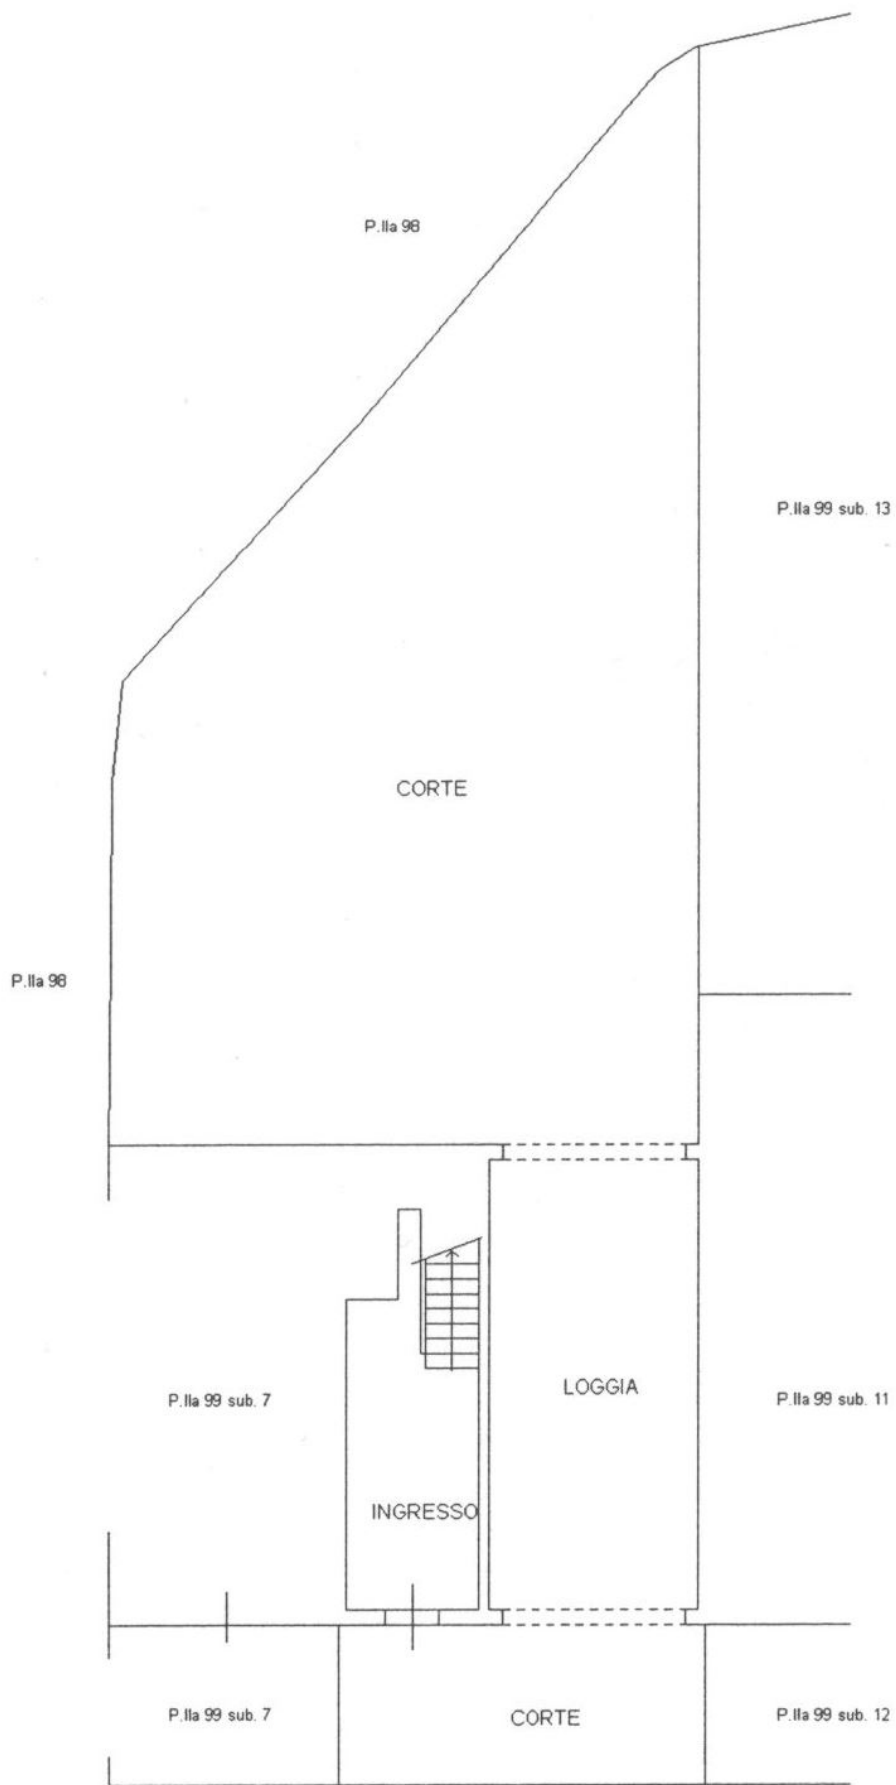 P.lla 98
P.lla 99 sub. 13
CORTE
P.lla 98
LOGGIA
P.lla 99 sub. 7
P.lla 99 sub. 11
INGRESSO
P.lla 99 sub. 7
CORTE
P.lla 99 sub. 12